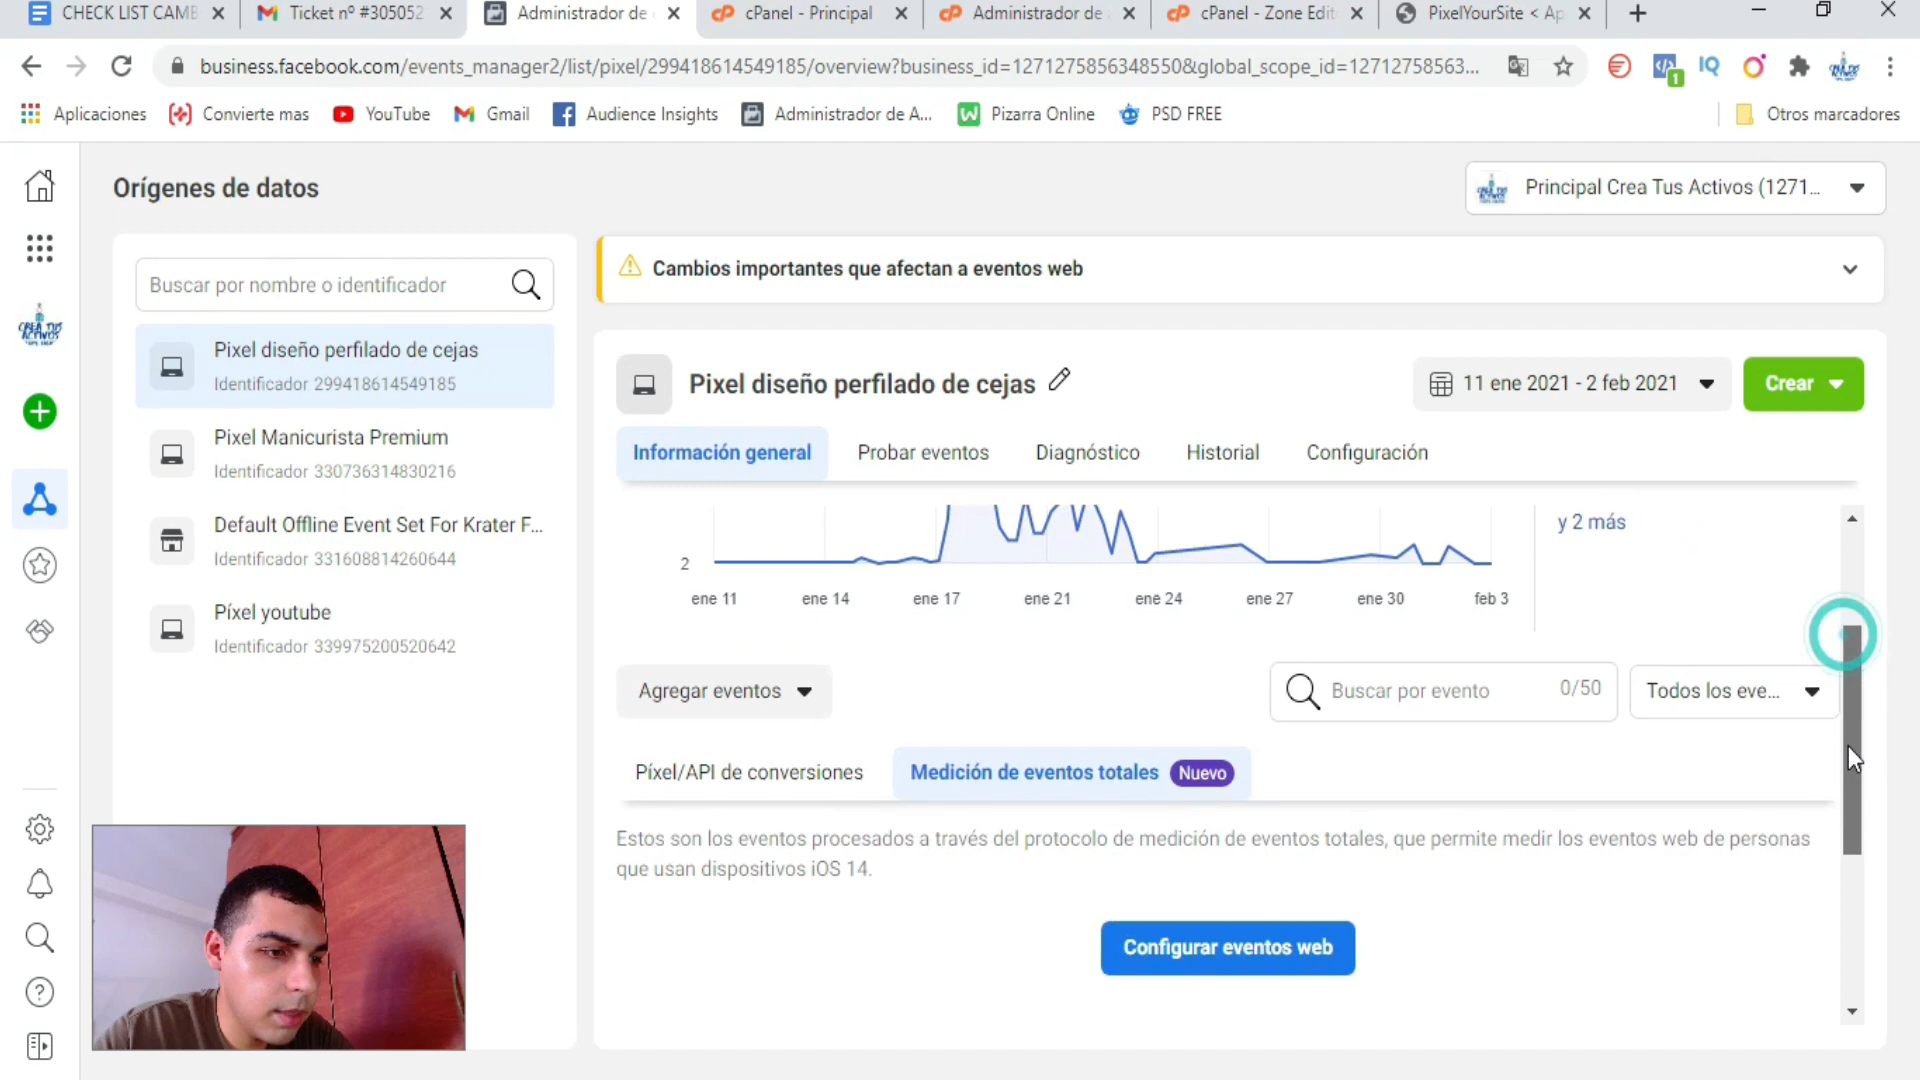 CHECK LIST CAMB
Ticket nº #305052
Administrador de
cPanel - Principal
Administrador de
cPanel - Zone Edit
PixelYourSite < Ap
business.facebook.com/events_manager2/list/pixel/299418614549185/overview?business_id=1271275856348550&global_scope_id=12712758563...
Aplicaciones
Convierte mas
YouTube
Gmail
Audience Insights
Administrador de A...
Pizarra Online
PSD FREE
Otros marcadores
Orígenes de datos
Principal Crea Tus Activos (1271...
Buscar por nombre o identificador
Cambios importantes que afectan a eventos web
Pixel diseño perfilado de cejas
Identificador 299418614549185
Pixel Manicurista Premium
Identificador 330736314830216
Default Offline Event Set For Krater F...
Identificador 331608814260644
Píxel youtube
Identificador 339975200520642
CREA TUS
ACTIVOS
Pixel diseño perfilado de cejas
11 ene 2021 - 2 feb 2021
Crear
Información general
Probar eventos
Diagnóstico
Historial
Configuración
y 2 más
2
ene 11
ene 14
ene 17
ene 21
ene 24
ene 27
ene 30
feb 3
Agregar eventos
Buscar por evento
0/50
Todos los eve...
Píxel/API de conversiones
Medición de eventos totales
Nuevo
Estos son los eventos procesados a través del protocolo de medición de eventos totales, que permite medir los eventos web de personas
que usan dispositivos iOS 14.
Configurar eventos web